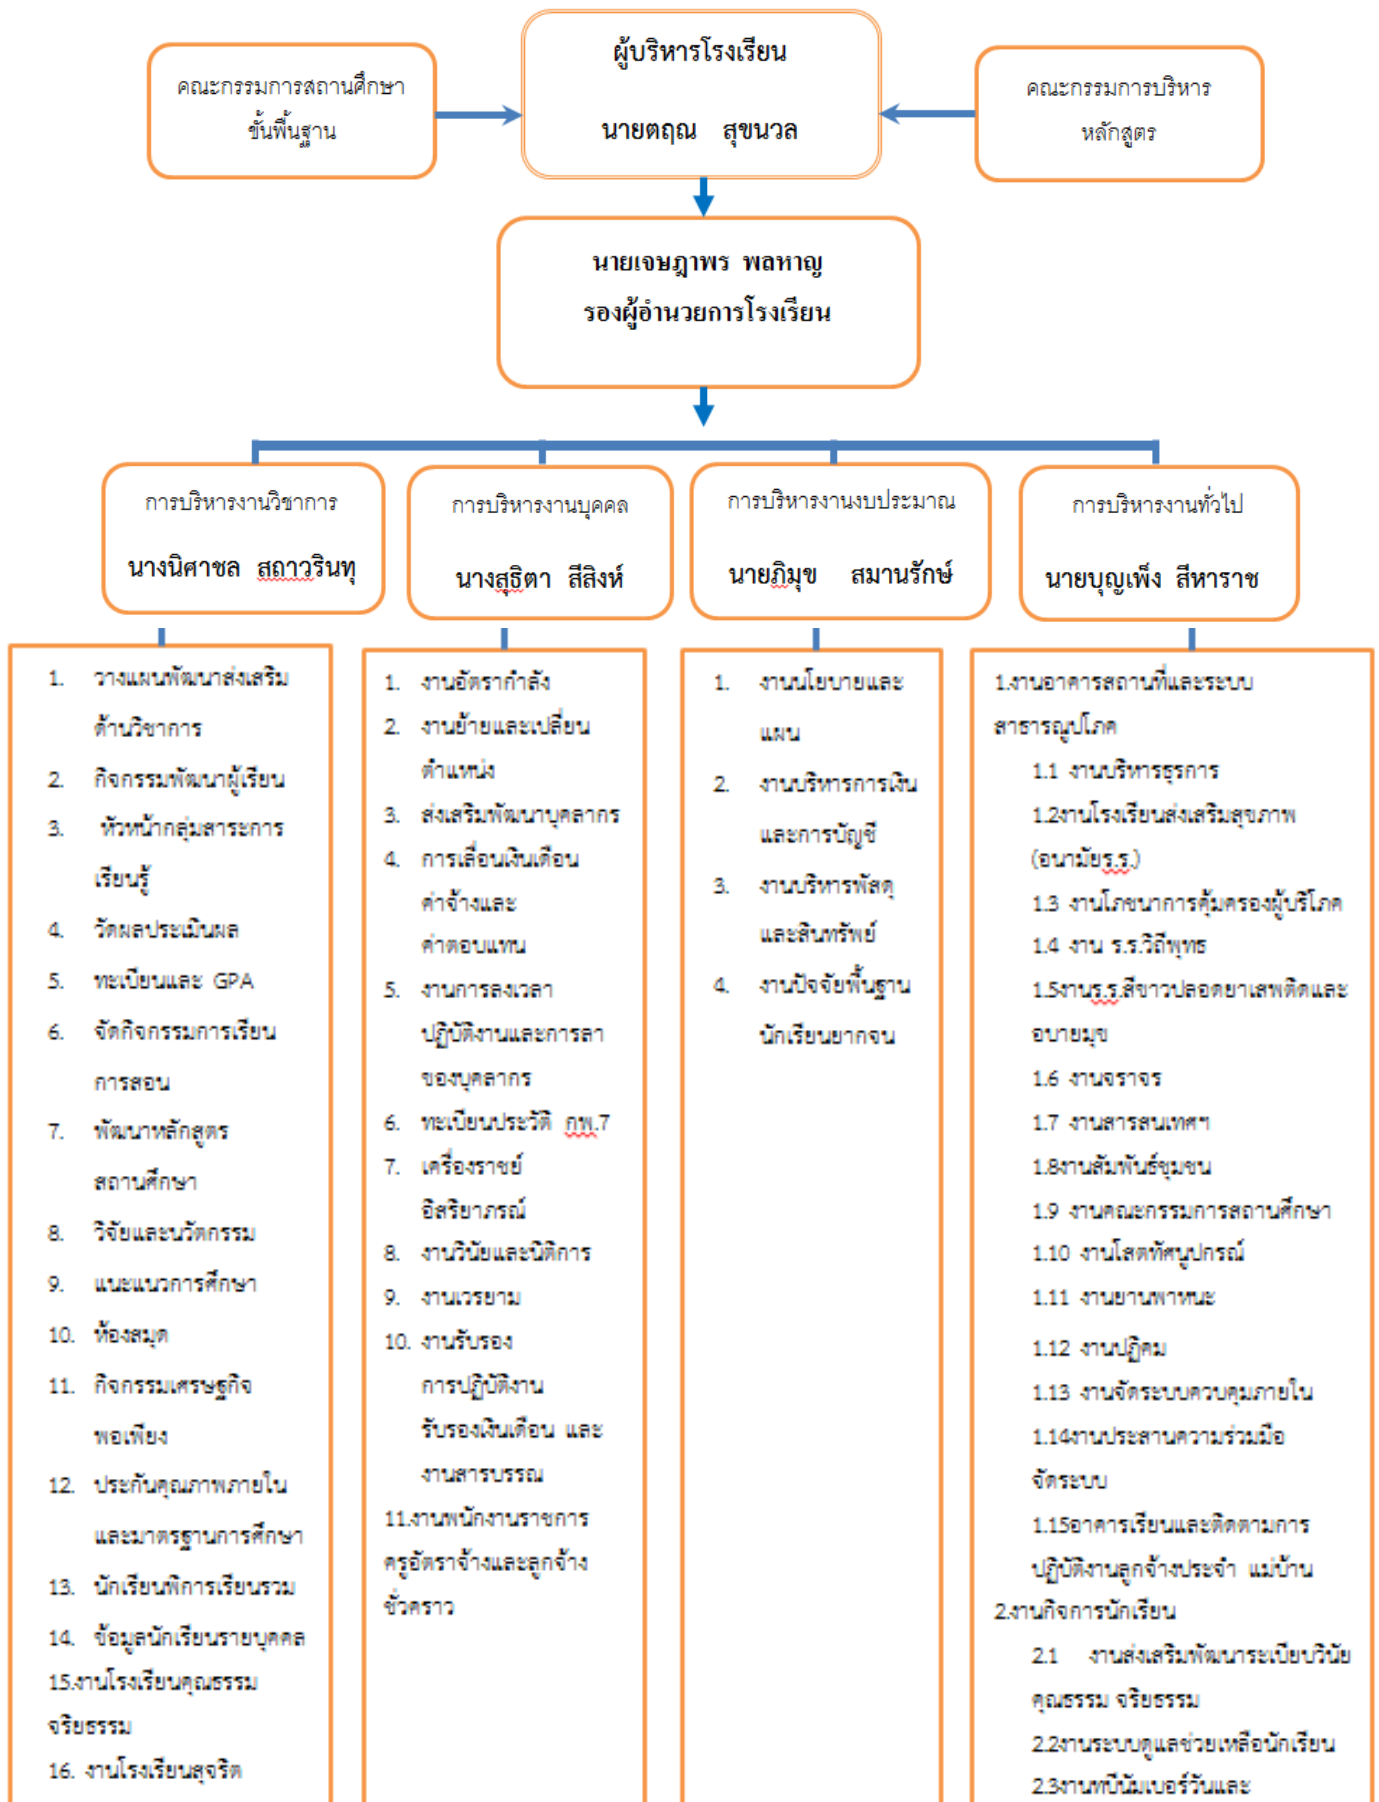 ผู้บริหารโรงเรียน
นายตฤณ สุขนวล
คณะกรรมการสถานศึกษา
ขั้นพื้นฐาน
คณะกรรมการบริหาร
หลักสูตร
นายเจษฎาพร พลหาญ
รองผู้อำนวยการโรงเรียน
การบริหารงานวิชาการ
นางนิศาชล สถาวรินทุ
การบริหารงานบุคคล
นางสุธิตา สีสิงห์
การบริหารงานงบประมาณ
นายภิมุข สมานรักษ์
การบริหารงานทั่วไป
นายบุญเพ็ง สีหาราช
1. วางแผนพัฒนาส่งเสริม
ด้านวิชาการ
2. กิจกรรมพัฒนาผู้เรียน
3. หัวหน้ากลุ่มสาระการ
เรียนรู้
4. วัดผลประเมินผล
5. ทะเบียนและ GPA
6. จัดกิจกรรมการเรียน
การสอน
7. พัฒนาหลักสูตร
สถานศึกษา
8. วิจัยและนวัตกรรม
9. แนะแนวการศึกษา
10. ห้องสมุด
11. กิจกรรมเศรษฐกิจ
พอเพียง
12. ประกันคุณภาพภายใน
และมาตรฐานการศึกษา
13. นักเรียนพิการเรียนรวม
14. ข้อมูลนักเรียนรายบุคคล
15.งานโรงเรียนคุณธรรม
จริยธรรม
16. งานโรงเรียนสุจริต
1. งานอัตรากำลัง
2. งานย้ายและเปลี่ยน
ตำแหน่ง
3. ส่งเสริมพัฒนาบุคลากร
4. การเลื่อนเงินเดือน
ค่าจ้างและ
ค่าตอบแทน
5. งานการลงเวลา
ปฏิบัติงานและการลา
ของบุคลากร
6. ทะเบียนประวัติ กพ.7
7. เครื่องราชย์
อิสริยาภรณ์
8. งานวินัยและนิติการ
9. งานเวรยาม
10. งานรับรอง
การปฏิบัติงาน
รับรองเงินเดือน และ
งานสารบรรณ
11.งานพนักงานราชการ
ครูอัตราจ้างและลูกจ้าง
ชั่วคราว
1. งานนโยบายและ
แผน
2. งานบริหารการเงิน
และการบัญชี
3. งานบริหารพัสดุ
และสินทรัพย์
4. งานปัจจัยพื้นฐาน
นักเรียนยากจน
1.งานอาคารสถานที่และระบบ
สาธารณูปโภค
1.1 งานบริหารธุรการ
1.2งานโรงเรียนส่งเสริมสุขภาพ
(อนามัยร.ร.)
1.3 งานโภชนาการคุ้มครองผู้บริโภค
1.4 งาน ร.ร.วิถีพุทธ
1.5งานร.ร.สีขาวปลอดยาเสพติดและ
อบายมุข
1.6 งานจราจร
1.7 งานสารสนเทศฯ
1.8งานสัมพันธ์ชุมชน
1.9 งานคณะกรรมการสถานศึกษา
1.10 งานโสตทัศนูปกรณ์
1.11 งานยานพาหนะ
1.12 งานปฏิคม
1.13 งานจัดระบบควบคุมภายใน
1.14งานประสานความร่วมมือ
จัดระบบ
1.15อาคารเรียนและติดตามการ
ปฏิบัติงานลูกจ้างประจำ แม่บ้าน
2.งานกิจการนักเรียน
2.1 งานส่งเสริมพัฒนาระเบียบวินัย
คุณธรรม จริยธรรม
2.2งานระบบดูแลช่วยเหลือนักเรียน
2.3งานทูบีนัมเบอร์วันและ